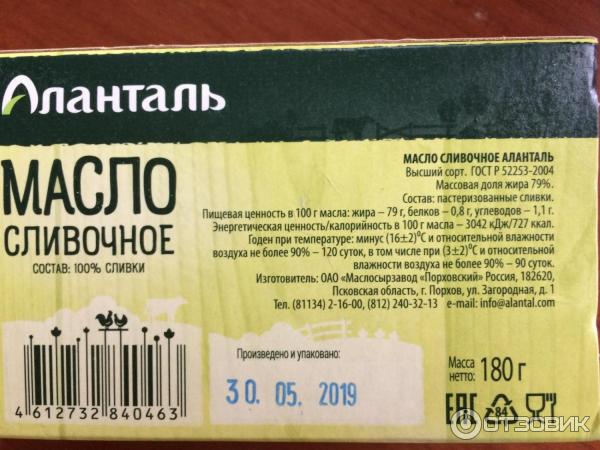 Аланталь
МАСЛО
СЛИВОЧНОЕ
СОСТАВ: 100% СЛИВКИ
МАСЛО СЛИВОЧНОЕ АЛАНТАЛЬ
Высший сорт. ГОСТ Р 52253-2004
Массовая доля жира 79%.
Состав: пастеризованные сливки.
Пищевая ценность в 100 г масла: жира – 79 г, белков – 0,8 г, углеводов – 1,1 г.
Энергетическая ценность/калорийность в 100 г масла – 3042 кДж/727 ккал.
Годен при температуре: минус (16±2)°С и относительной влажности
воздуха не более 90% – 120 суток, в том числе при (3±2)°С и относительной
влажности воздуха не более 90% – 90 суток.
Изготовитель: ОАО «Маслосырзавод «Порховский» Россия, 182620,
Псковская область, г. Порхов, ул. Загородная, д. 1
Тел. (81134) 2-16-00, (812) 240-32-13 e-mail: info@alantal.com
4 612732 840463
Произведено и упаковано:
30. 05. 2019
Масса
нетто: 180 г
EAC 84
ОТЗОВИК